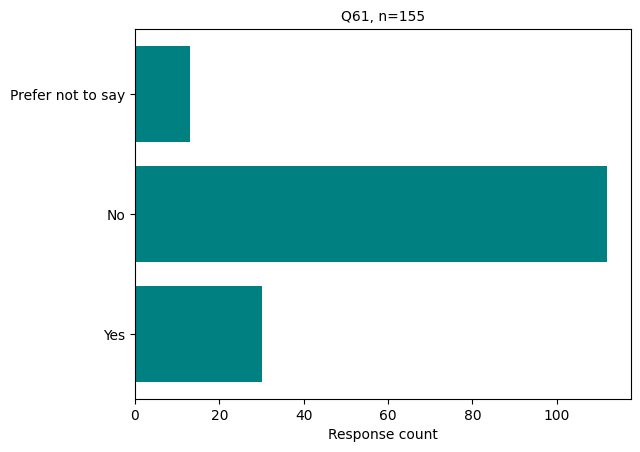 Q61, n=155
Prefer not to say
No
Yes
0 20 40 60 80 100
Response count